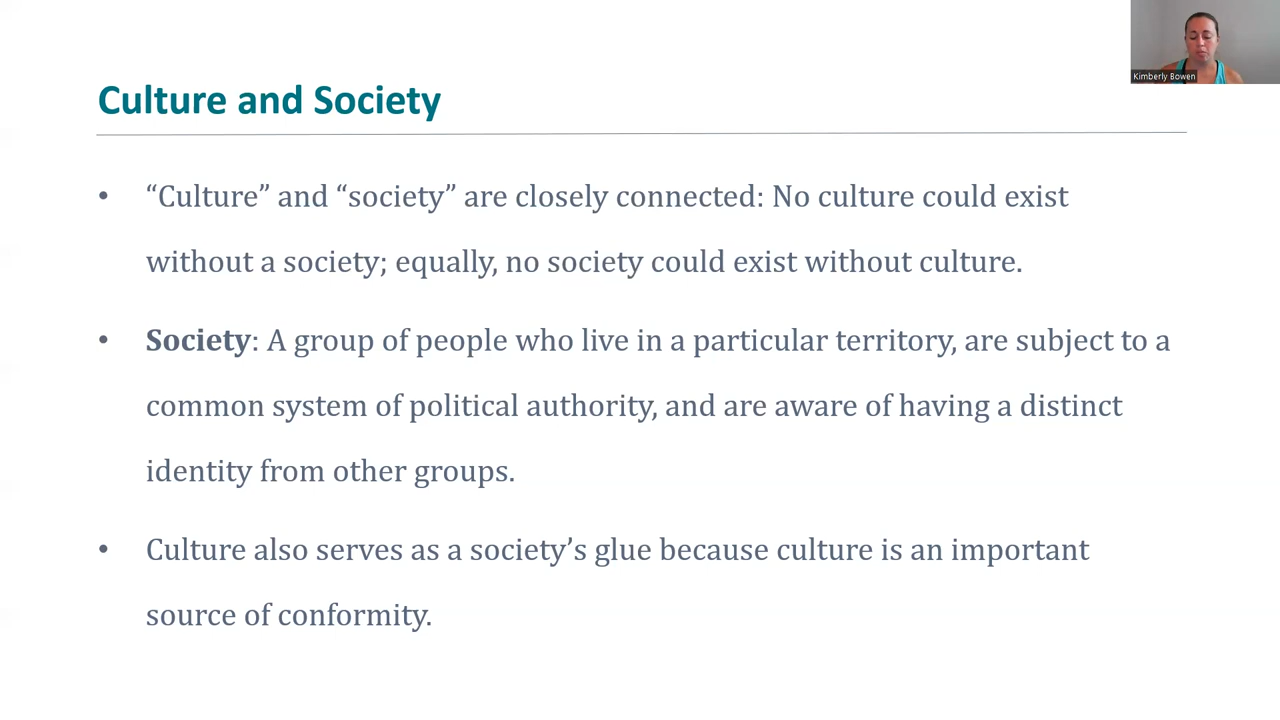 Kimberly Bowen
Culture and Society
• “Culture” and “society” are closely connected: No culture could exist
without a society; equally, no society could exist without culture.
• Society: A group of people who live in a particular territory, are subject to a
common system of political authority, and are aware of having a distinct
identity from other groups.
• Culture also serves as a society’s glue because culture is an important
source of conformity.